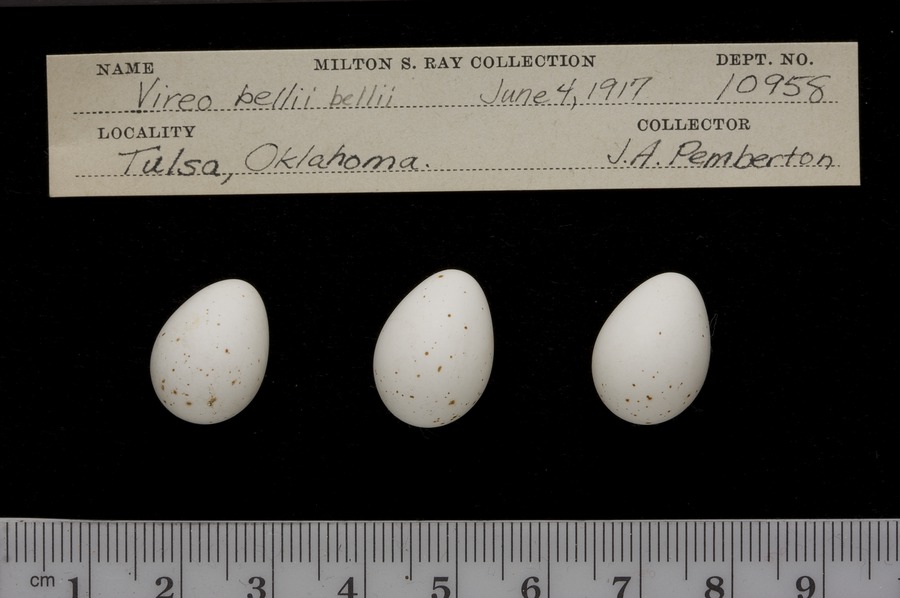 NAME MILTON S. RAY COLLECTION DEPT. NO.
Vireo bellii bellii June 4, 1917 10958
LOCALITY COLLECTOR
Tulsa, Oklahoma. J.A. Pemberton
cm 1 2 3 4 5 6 7 8 9